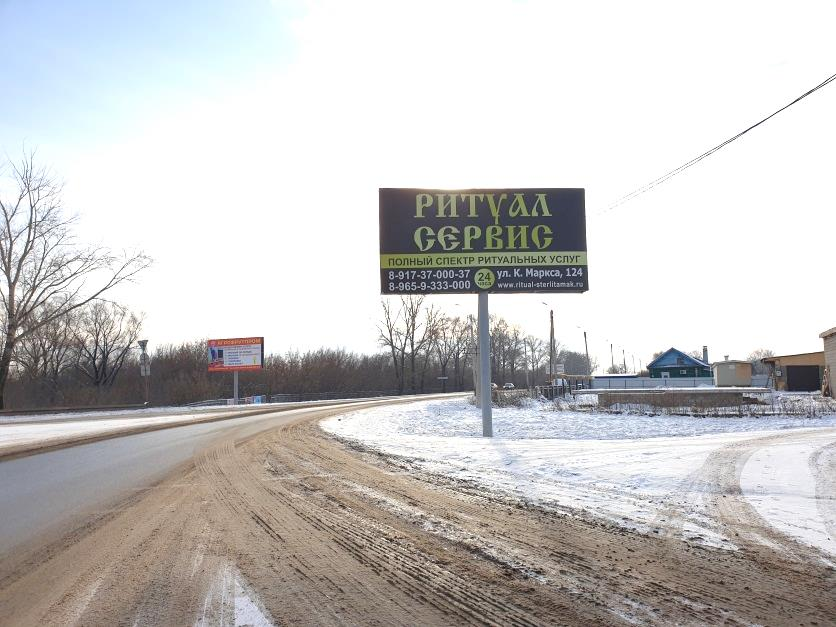 РИТУАЛ
СЕРВИС
ПОЛНЫЙ СПЕКТР РИТУАЛЬНЫХ УСЛУГ
8-917-37-000-37
8-965-9-333-000
24
часа
ул. К. Маркса, 124
www.ritual-sterlitamak.ru